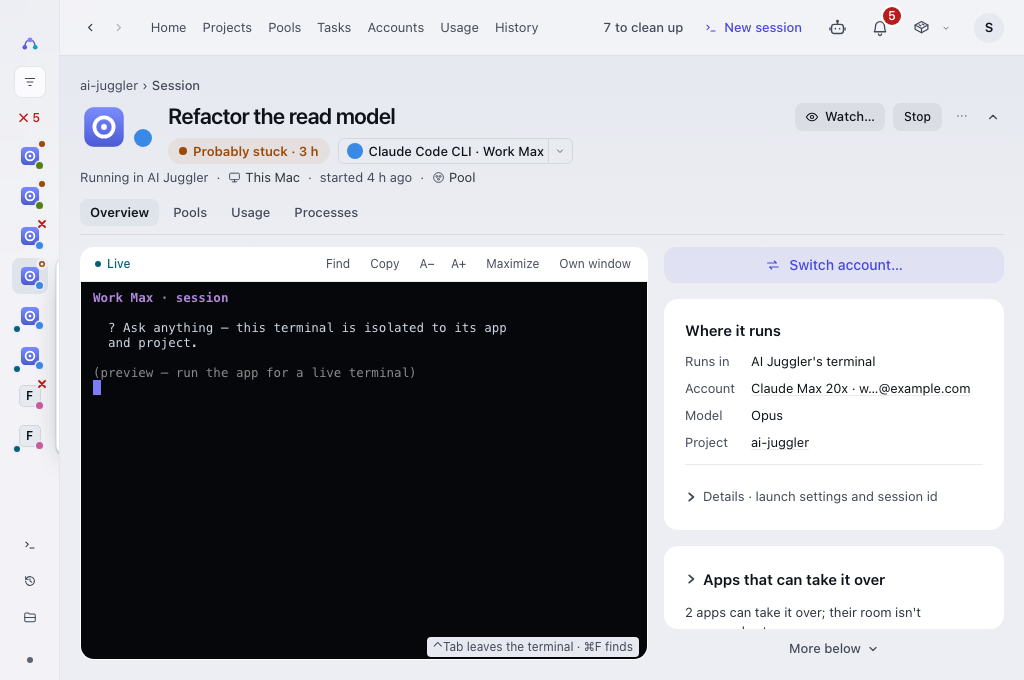 Home Projects Pools Tasks Accounts Usage History 7 to clean up New session 5 S
5
ai-juggler › Session
Refactor the read model
Watch... Stop ...
Probably stuck · 3 h Claude Code CLI · Work Max
Running in AI Juggler · This Mac · started 4 h ago · Pool
Overview Pools Usage Processes
Live Find Copy A− A+ Maximize Own window
Work Max · session
? Ask anything — this terminal is isolated to its app
and project.
(preview — run the app for a live terminal)
^Tab leaves the terminal · ⌘F finds
Switch account...
Where it runs
Runs in AI Juggler's terminal
Account Claude Max 20x · w...@example.com
Model Opus
Project ai-juggler
Details · launch settings and session id
Apps that can take it over
2 apps can take it over; their room isn't
More below
F
F